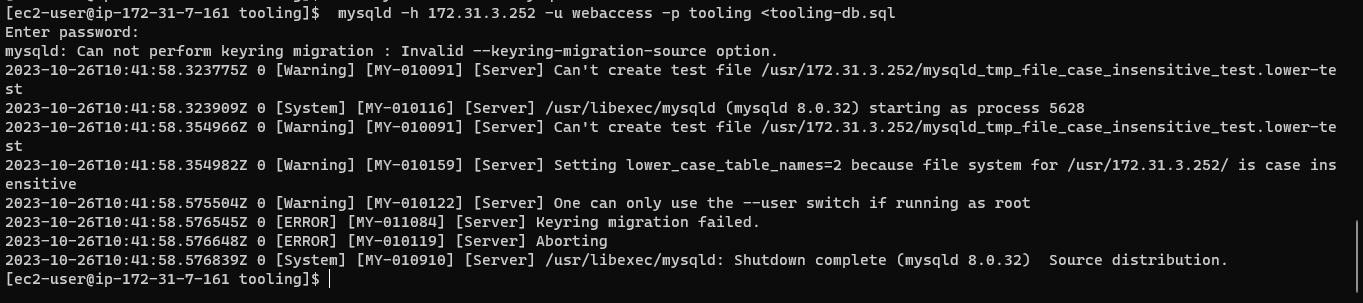 [ec2-user@ip-172-31-7-161 tooling]$  mysqld -h 172.31.3.252 -u webaccess -p tooling <tooling-db.sql
Enter password:
mysqld: Can not perform keyring migration : Invalid --keyring-migration-source option.
2023-10-26T10:41:58.323775Z 0 [Warning] [MY-010091] [Server] Can't create test file /usr/172.31.3.252/mysqld_tmp_file_case_insensitive_test.lower-te
st
2023-10-26T10:41:58.323909Z 0 [System] [MY-010116] [Server] /usr/libexec/mysqld (mysqld 8.0.32) starting as process 5628
2023-10-26T10:41:58.354966Z 0 [Warning] [MY-010091] [Server] Can't create test file /usr/172.31.3.252/mysqld_tmp_file_case_insensitive_test.lower-te
st
2023-10-26T10:41:58.354982Z 0 [Warning] [MY-010159] [Server] Setting lower_case_table_names=2 because file system for /usr/172.31.3.252/ is case ins
ensitive
2023-10-26T10:41:58.575504Z 0 [Warning] [MY-010122] [Server] One can only use the --user switch if running as root
2023-10-26T10:41:58.576545Z 0 [ERROR] [MY-011084] [Server] Keyring migration failed.
2023-10-26T10:41:58.576648Z 0 [ERROR] [MY-010119] [Server] Aborting
2023-10-26T10:41:58.576839Z 0 [System] [MY-010910] [Server] /usr/libexec/mysqld: Shutdown complete (mysqld 8.0.32)  Source distribution.
[ec2-user@ip-172-31-7-161 tooling]$